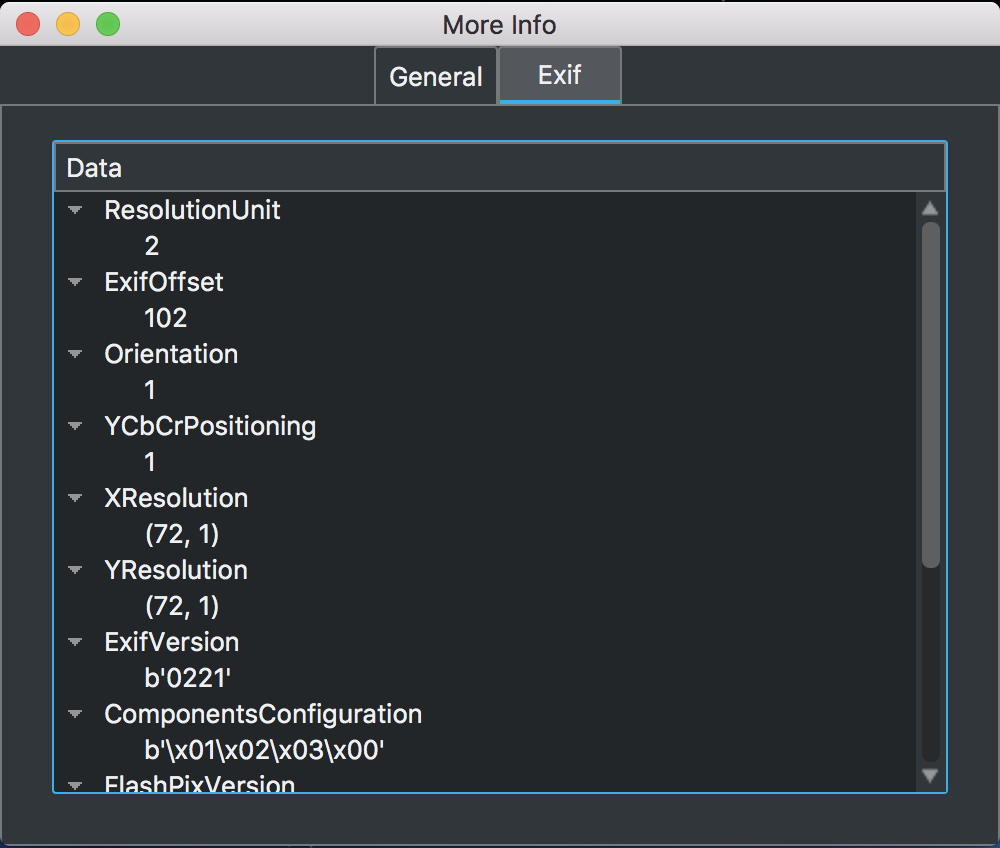 More Info
General
Exif
Data
ResolutionUnit
2
ExifOffset
102
Orientation
1
YCbCrPositioning
1
XResolution
(72, 1)
YResolution
(72, 1)
ExifVersion
b'0221'
ComponentsConfiguration
b'\x01\x02\x03\x00'
FlashPixVersion